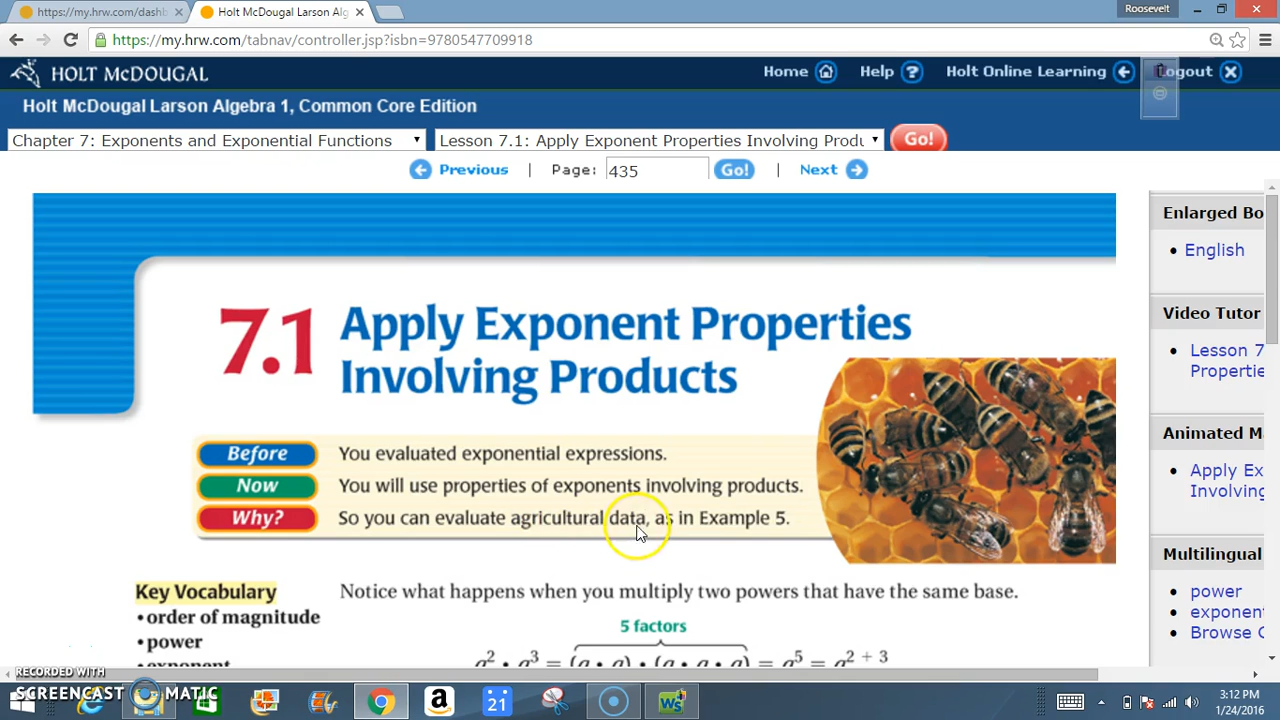 https://my.hrw.com/dashb
Holt McDougal Larson Alg
Roosevelt
https://my.hrw.com/tabnav/controller.jsp?isbn=9780547709918
HOLT MCDOUGAL
Home
Help
Holt Online Learning
Logout
Holt McDougal Larson Algebra 1, Common Core Edition
Chapter 7: Exponents and Exponential Functions
Lesson 7.1: Apply Exponent Properties Involving Produ
Go!
Previous | Page: 435 Go! | Next
7.1 Apply Exponent Properties
Involving Products
Before You evaluated exponential expressions.
Now You will use properties of exponents involving products.
Why? So you can evaluate agricultural data, as in Example 5.
Key Vocabulary
• order of magnitude
• power
• exponent
Notice what happens when you multiply two powers that have the same base.
5 factors
a² • a³ = (a • a) • (a • a • a) = a⁵ = a²⁺³
Enlarged Bo
• English
Video Tutor
• Lesson 7
Propertie
Animated M
• Apply Ex
Involving
Multilingual
• power
• exponent
• Browse G
RECORDED WITH
SCREENCAST MATIC
21
WS
3:12 PM
1/24/2016